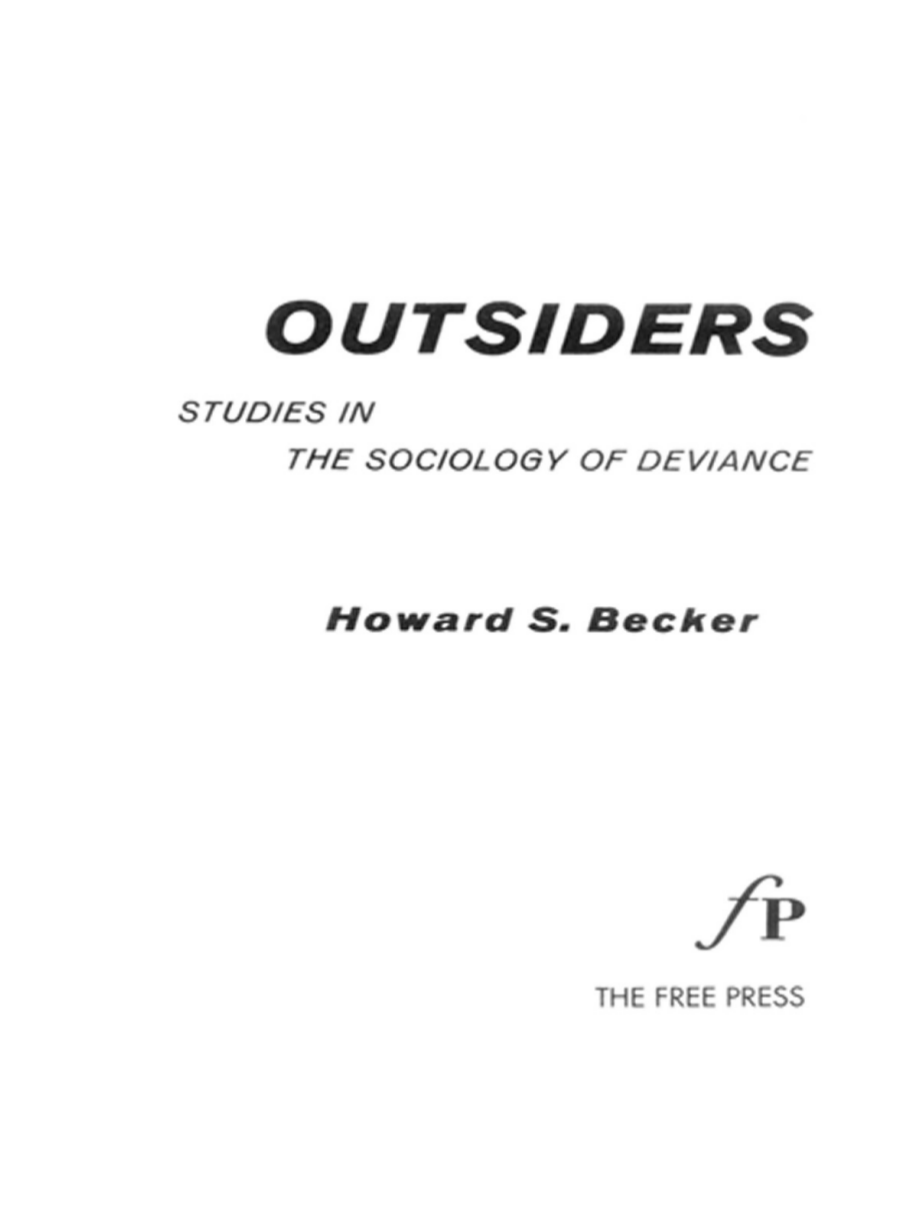 OUTSIDERS
STUDIES IN
THE SOCIOLOGY OF DEVIANCE
Howard S. Becker
fP
THE FREE PRESS